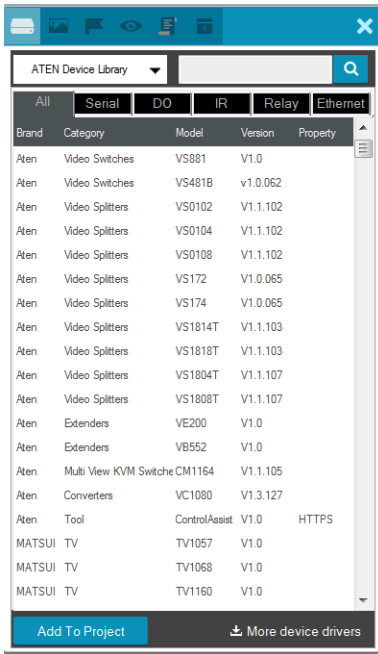 ATEN Device Library
All Serial DO IR Relay Ethernet
Brand Category Model Version Property
Aten Video Switches VS881 V1.0
Aten Video Switches VS481B v1.0.062
Aten Video Splitters VS0102 V1.1.102
Aten Video Splitters VS0104 V1.1.102
Aten Video Splitters VS0108 V1.1.102
Aten Video Splitters VS172 V1.0.065
Aten Video Splitters VS174 V1.0.065
Aten Video Splitters VS1814T V1.1.103
Aten Video Splitters VS1818T V1.1.103
Aten Video Splitters VS1804T V1.1.107
Aten Video Splitters VS1808T V1.1.107
Aten Extenders VE200 V1.0
Aten Extenders VB552 V1.0
Aten Multi View KVM Switche CM1164 V1.1.105
Aten Converters VC1080 V1.3.127
Aten Tool ControlAssist V1.0 HTTPS
MATSUI TV TV1057 V1.0
MATSUI TV TV1068 V1.0
MATSUI TV TV1160 V1.0
Add To Project More device drivers